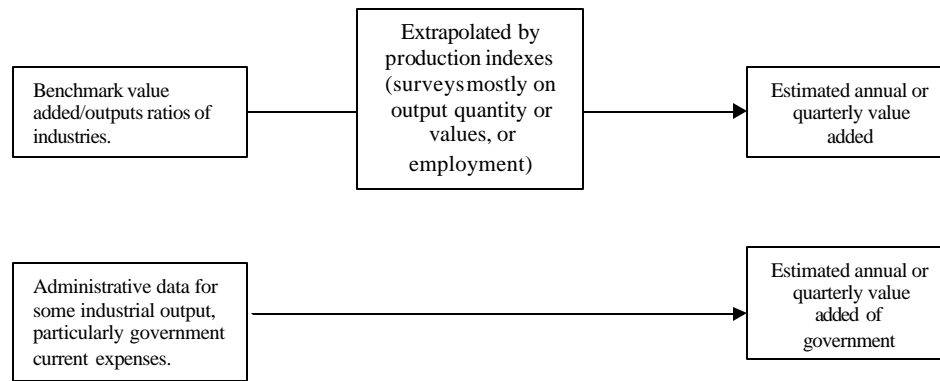 Benchmark value
added/outputs ratios of
industries.
Extrapolated by
production indexes
(surveys mostly on
output quantity or
values, or
employment)
Estimated annual or
quarterly value
added
Administrative data for
some industrial output,
particularly government
current expenses.
Estimated annual or
quarterly value
added of
government